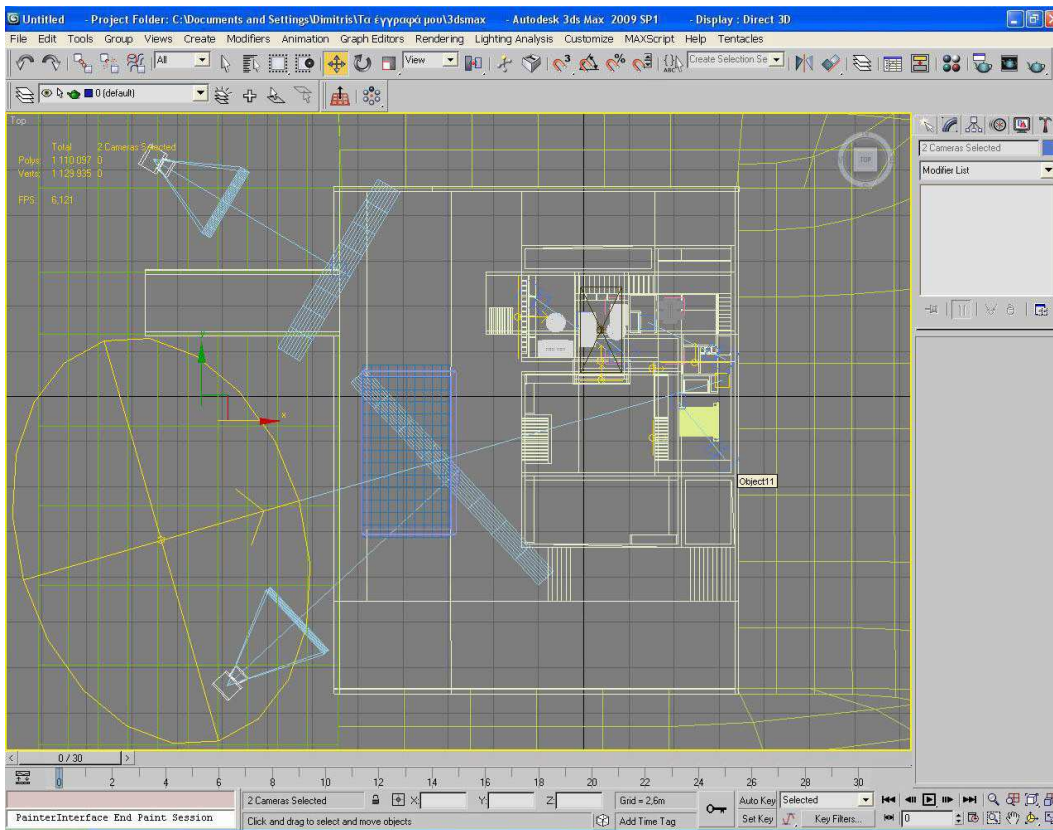 Untitled - Project Folder: C:\Documents and Settings\Dimitris\Τα έγγραφά μου\3dsmax - Autodesk 3ds Max 2009 SP1 - Display : Direct 3D
File Edit Tools Group Views Create Modifiers Animation Graph Editors Rendering Lighting Analysis Customize MAXScript Help Tentacles
All View Create Selection Se
0 (default)
Top
Total 2 Cameras Selected
Polys: 1 110 097 0
Verts: 1 129 935 0
FPS: 6,121
TOP
2 Cameras Selected
Modifier List
x
Object11
0 / 30
0 2 4 6 8 10 12 14 16 18 20 22 24 26 28 30
2 Cameras Selected X: Y: Z: Grid = 2,6m Auto Key Selected
PainterInterface End Paint Session Click and drag to select and move objects Add Time Tag Set Key Key Filters... 0